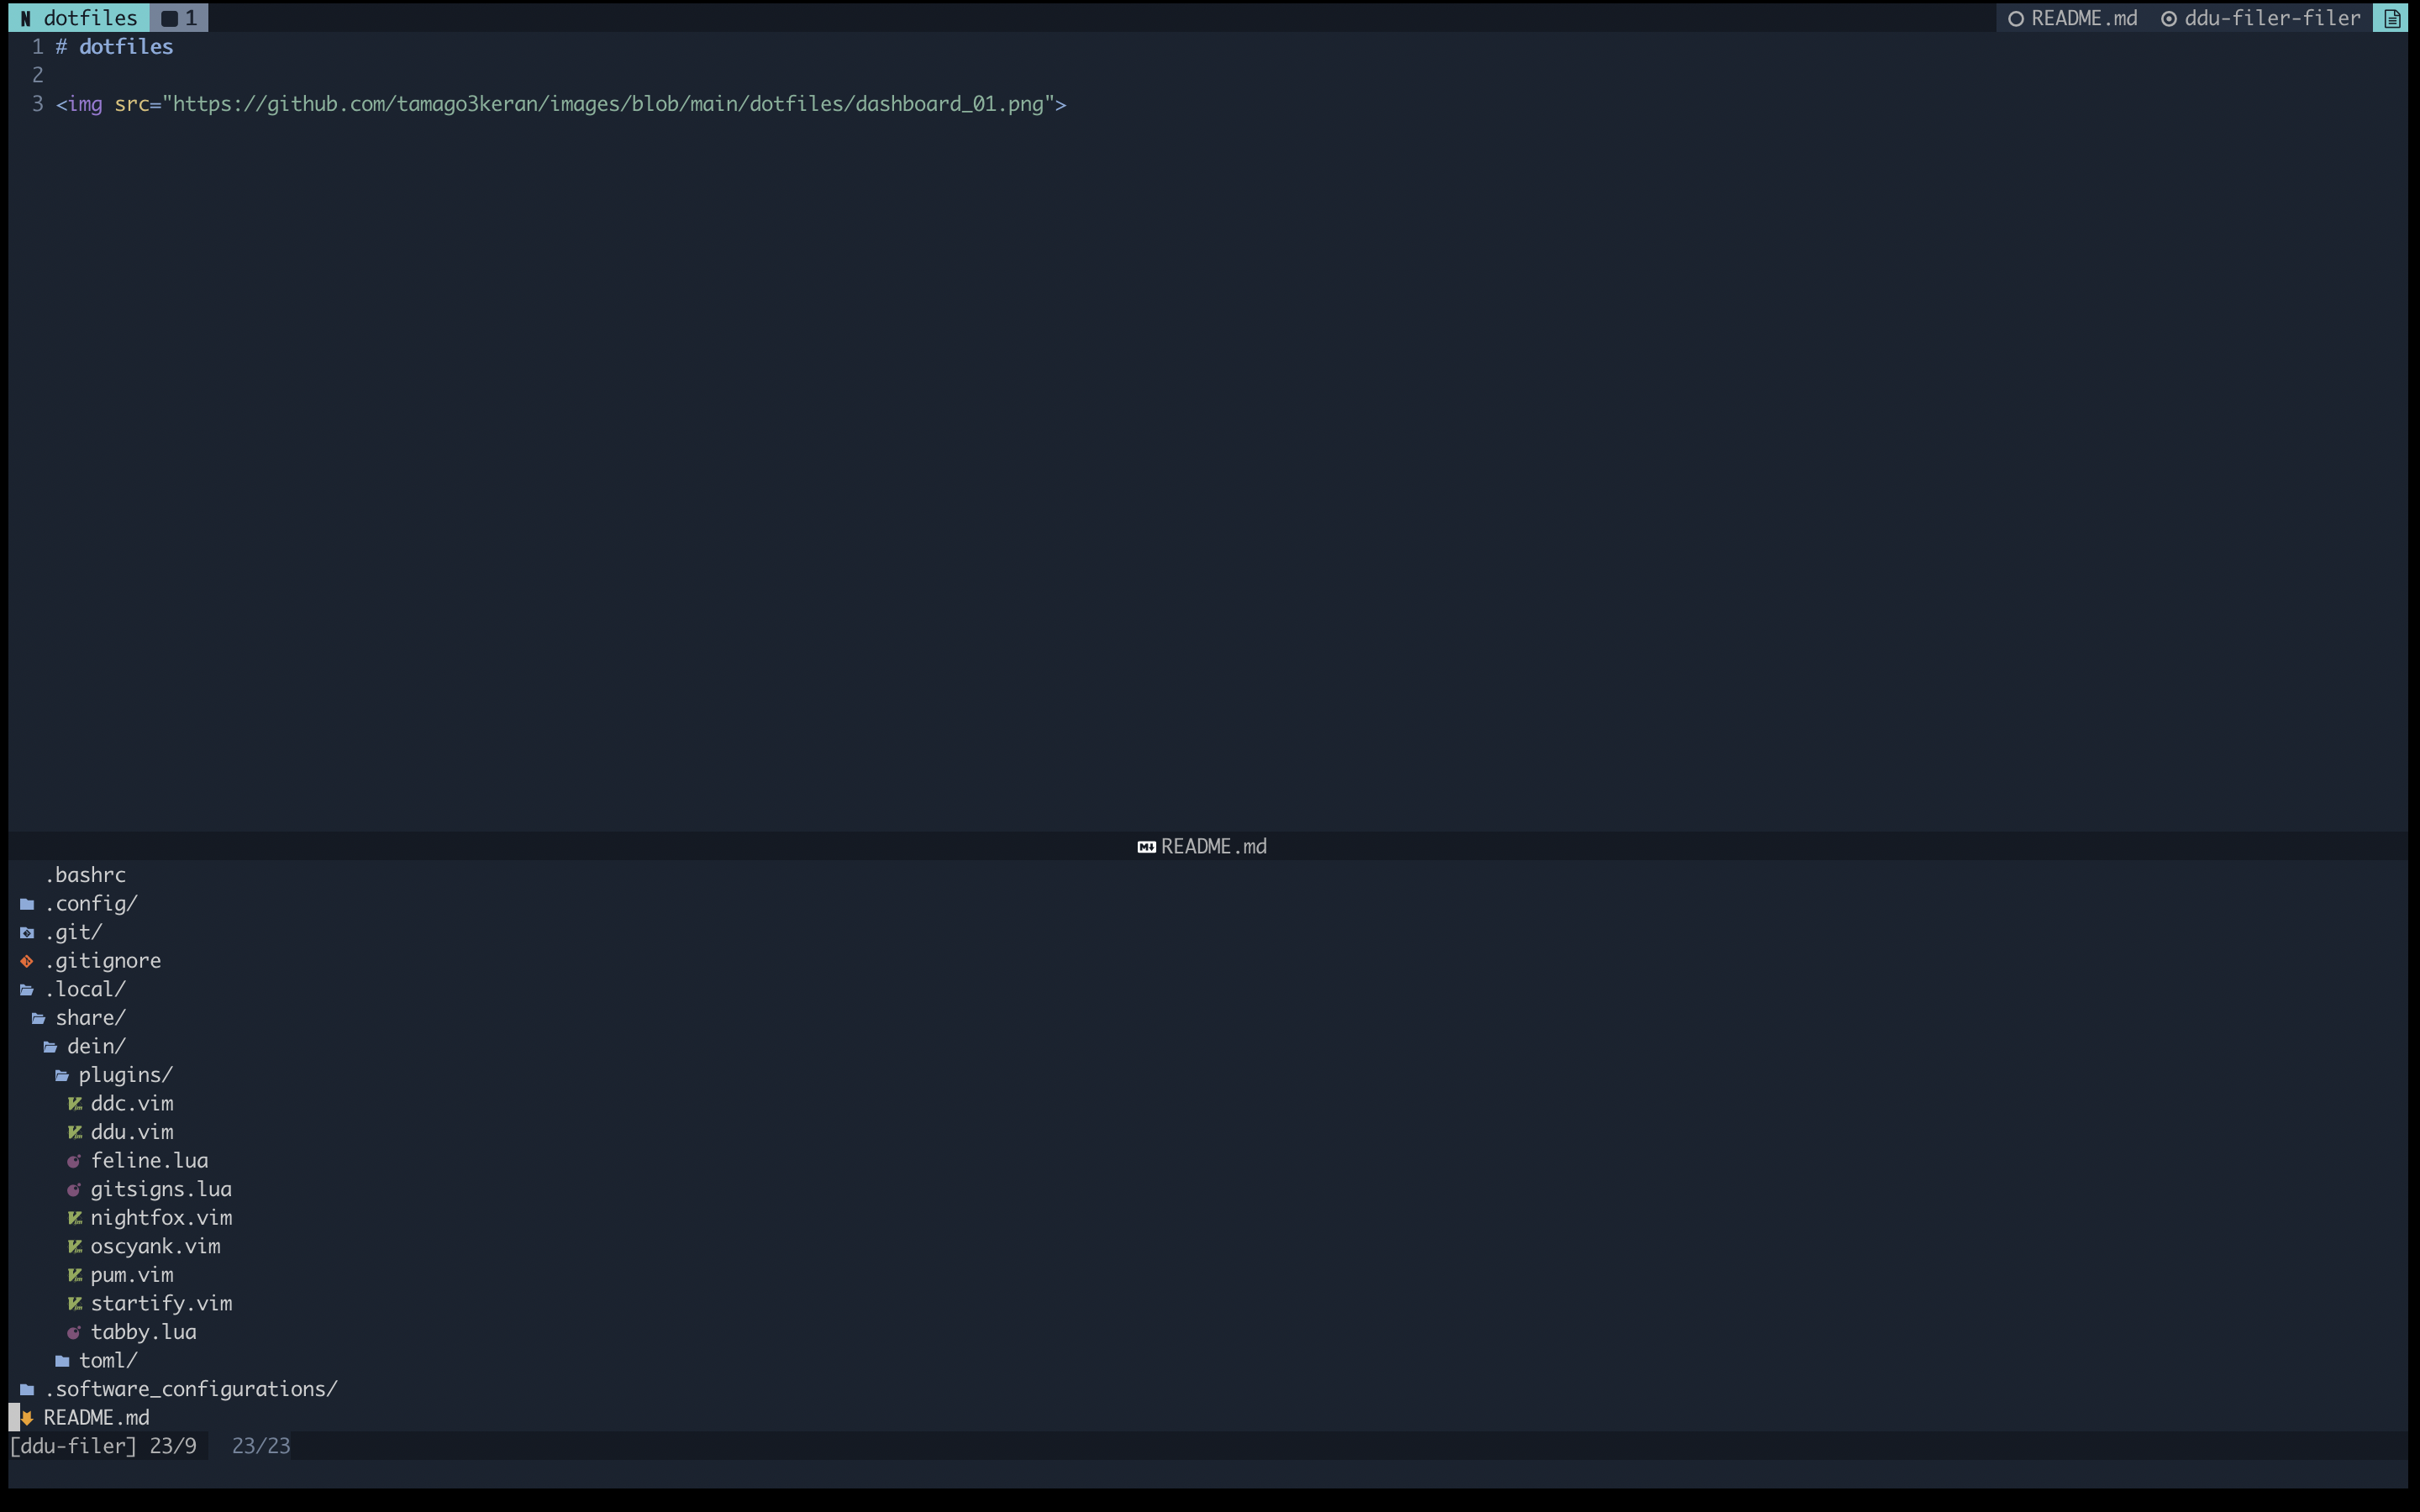 dotfiles 1 README.md ddu-filer-filer
1 # dotfiles
2
3 <img src="https://github.com/tamago3keran/images/blob/main/dotfiles/dashboard_01.png">
README.md
.bashrc
.config/
.git/
.gitignore
.local/
share/
dein/
plugins/
ddc.vim
ddu.vim
feline.lua
gitsigns.lua
nightfox.vim
oscyank.vim
pum.vim
startify.vim
tabby.lua
toml/
.software_configurations/
README.md
[ddu-filer] 23/9 23/23